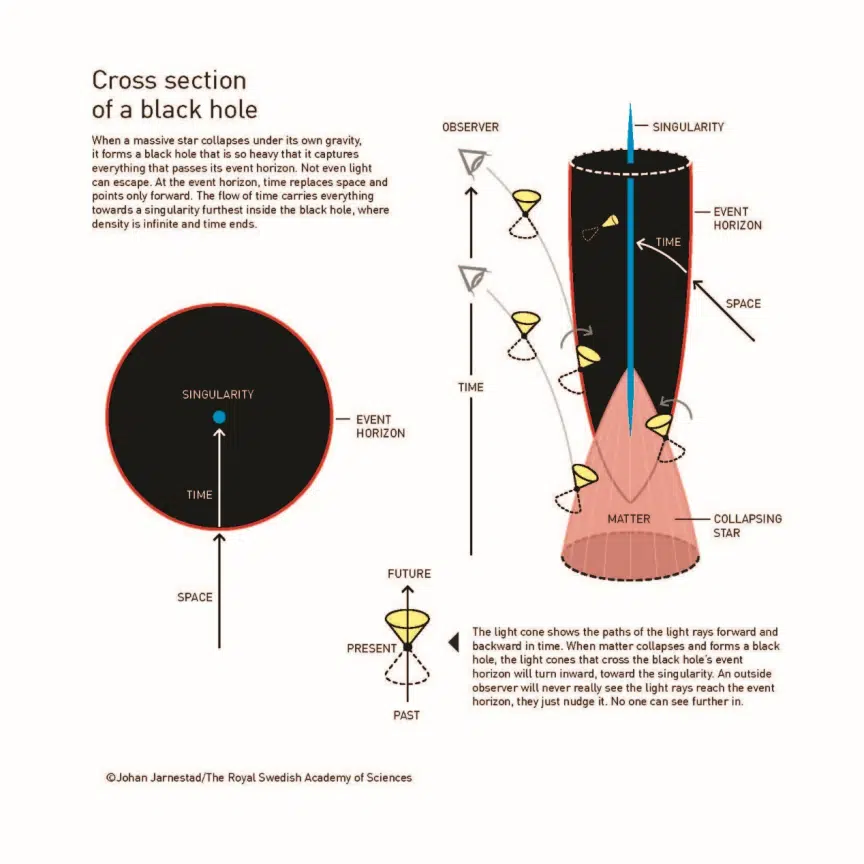 Cross section
of a black hole
When a massive star collapses under its own gravity,
it forms a black hole that is so heavy that it captures
everything that passes its event horizon. Not even light
can escape. At the event horizon, time replaces space and
points only forward. The flow of time carries everything
towards a singularity furthest inside the black hole, where
density is infinite and time ends.
SINGULARITY
TIME
EVENT
HORIZON
SPACE
OBSERVER
SINGULARITY
EVENT
HORIZON
TIME
SPACE
TIME
MATTER
COLLAPSING
STAR
FUTURE
PRESENT
PAST
The light cone shows the paths of the light rays forward and
backward in time. When matter collapses and forms a black
hole, the light cones that cross the black hole's event
horizon will turn inward, toward the singularity. An outside
observer will never really see the light rays reach the event
horizon, they just nudge it. No one can see further in.
©Johan Jarnestad/The Royal Swedish Academy of Sciences